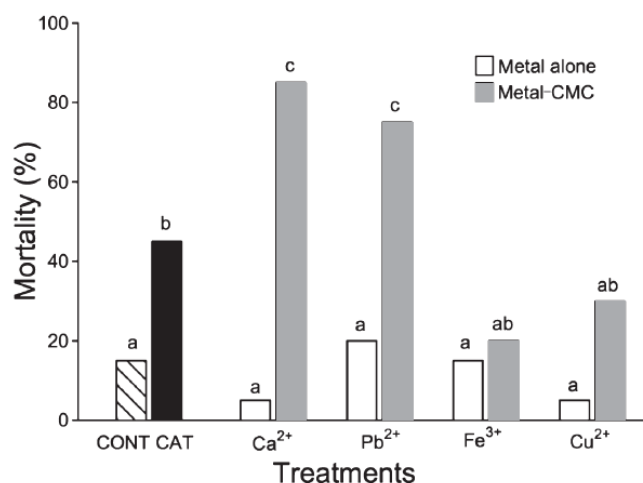 100
80
60
40
20
0
Mortality (%)
Metal alone
Metal-CMC
a
b
a
c
a
c
a
ab
a
ab
CONT CAT
Ca²⁺
Pb²⁺
Fe³⁺
Cu²⁺
Treatments